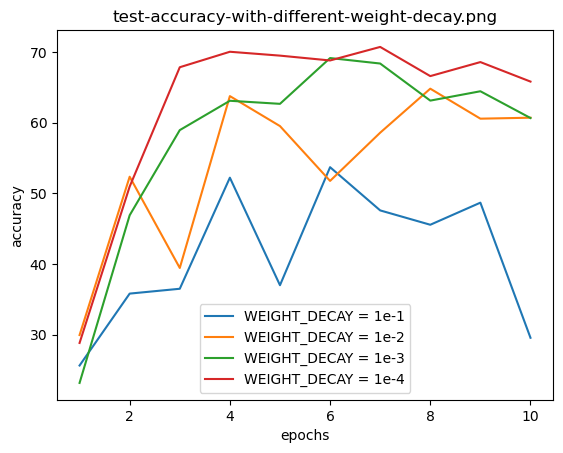 test-accuracy-with-different-weight-decay.png
70
60
50
40
30
accuracy
WEIGHT_DECAY = 1e-1
WEIGHT_DECAY = 1e-2
WEIGHT_DECAY = 1e-3
WEIGHT_DECAY = 1e-4
2 4 6 8 10
epochs